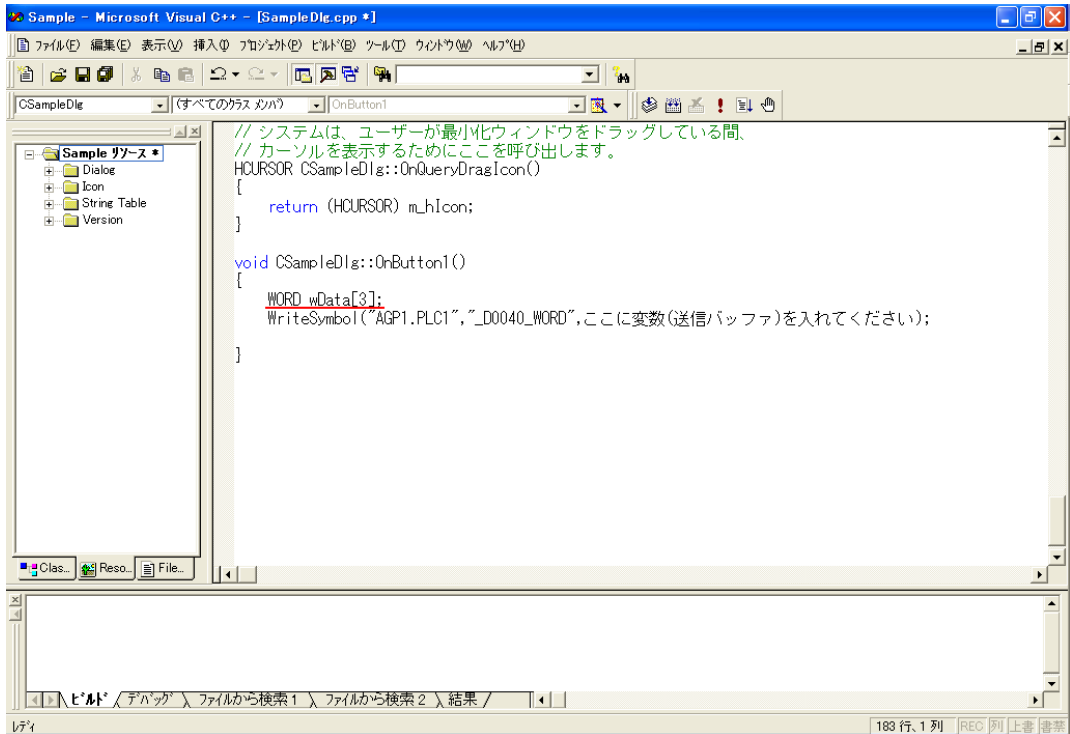 Sample - Microsoft Visual C++ - [SampleDlg.cpp *]
ﾌｧｲﾙ(F) 編集(E) 表示(V) 挿入(I) ﾌﾟﾛｼﾞｪｸﾄ(P) ﾋﾞﾙﾄﾞ(B) ﾂｰﾙ(T) ｳｨﾝﾄﾞｳ(W) ﾍﾙﾌﾟ(H)
CSampleDlg (すべてのｸﾗｽ ﾒﾝﾊﾞ) OnButton1
Sample ﾘｿｰｽ *
Dialog
Icon
String Table
Version
Clas... Reso... File...
// システムは、ユーザーが最小化ウィンドウをドラッグしている間、
// カーソルを表示するためにここを呼び出します。
HCURSOR CSampleDlg::OnQueryDragIcon()
{
return (HCURSOR) m_hIcon;
}
void CSampleDlg::OnButton1()
{
WORD wData[3];
WriteSymbol("AGP1.PLC1","_D0040_WORD",ここに変数(送信バッファ)を入れてください);
}
ﾋﾞﾙﾄﾞ ﾃﾞﾊﾞｯｸﾞ ﾌｧｲﾙから検索 1 ﾌｧｲﾙから検索 2 結果
ﾚﾃﾞｨ 183 行、1 列 REC 列 上書 書禁